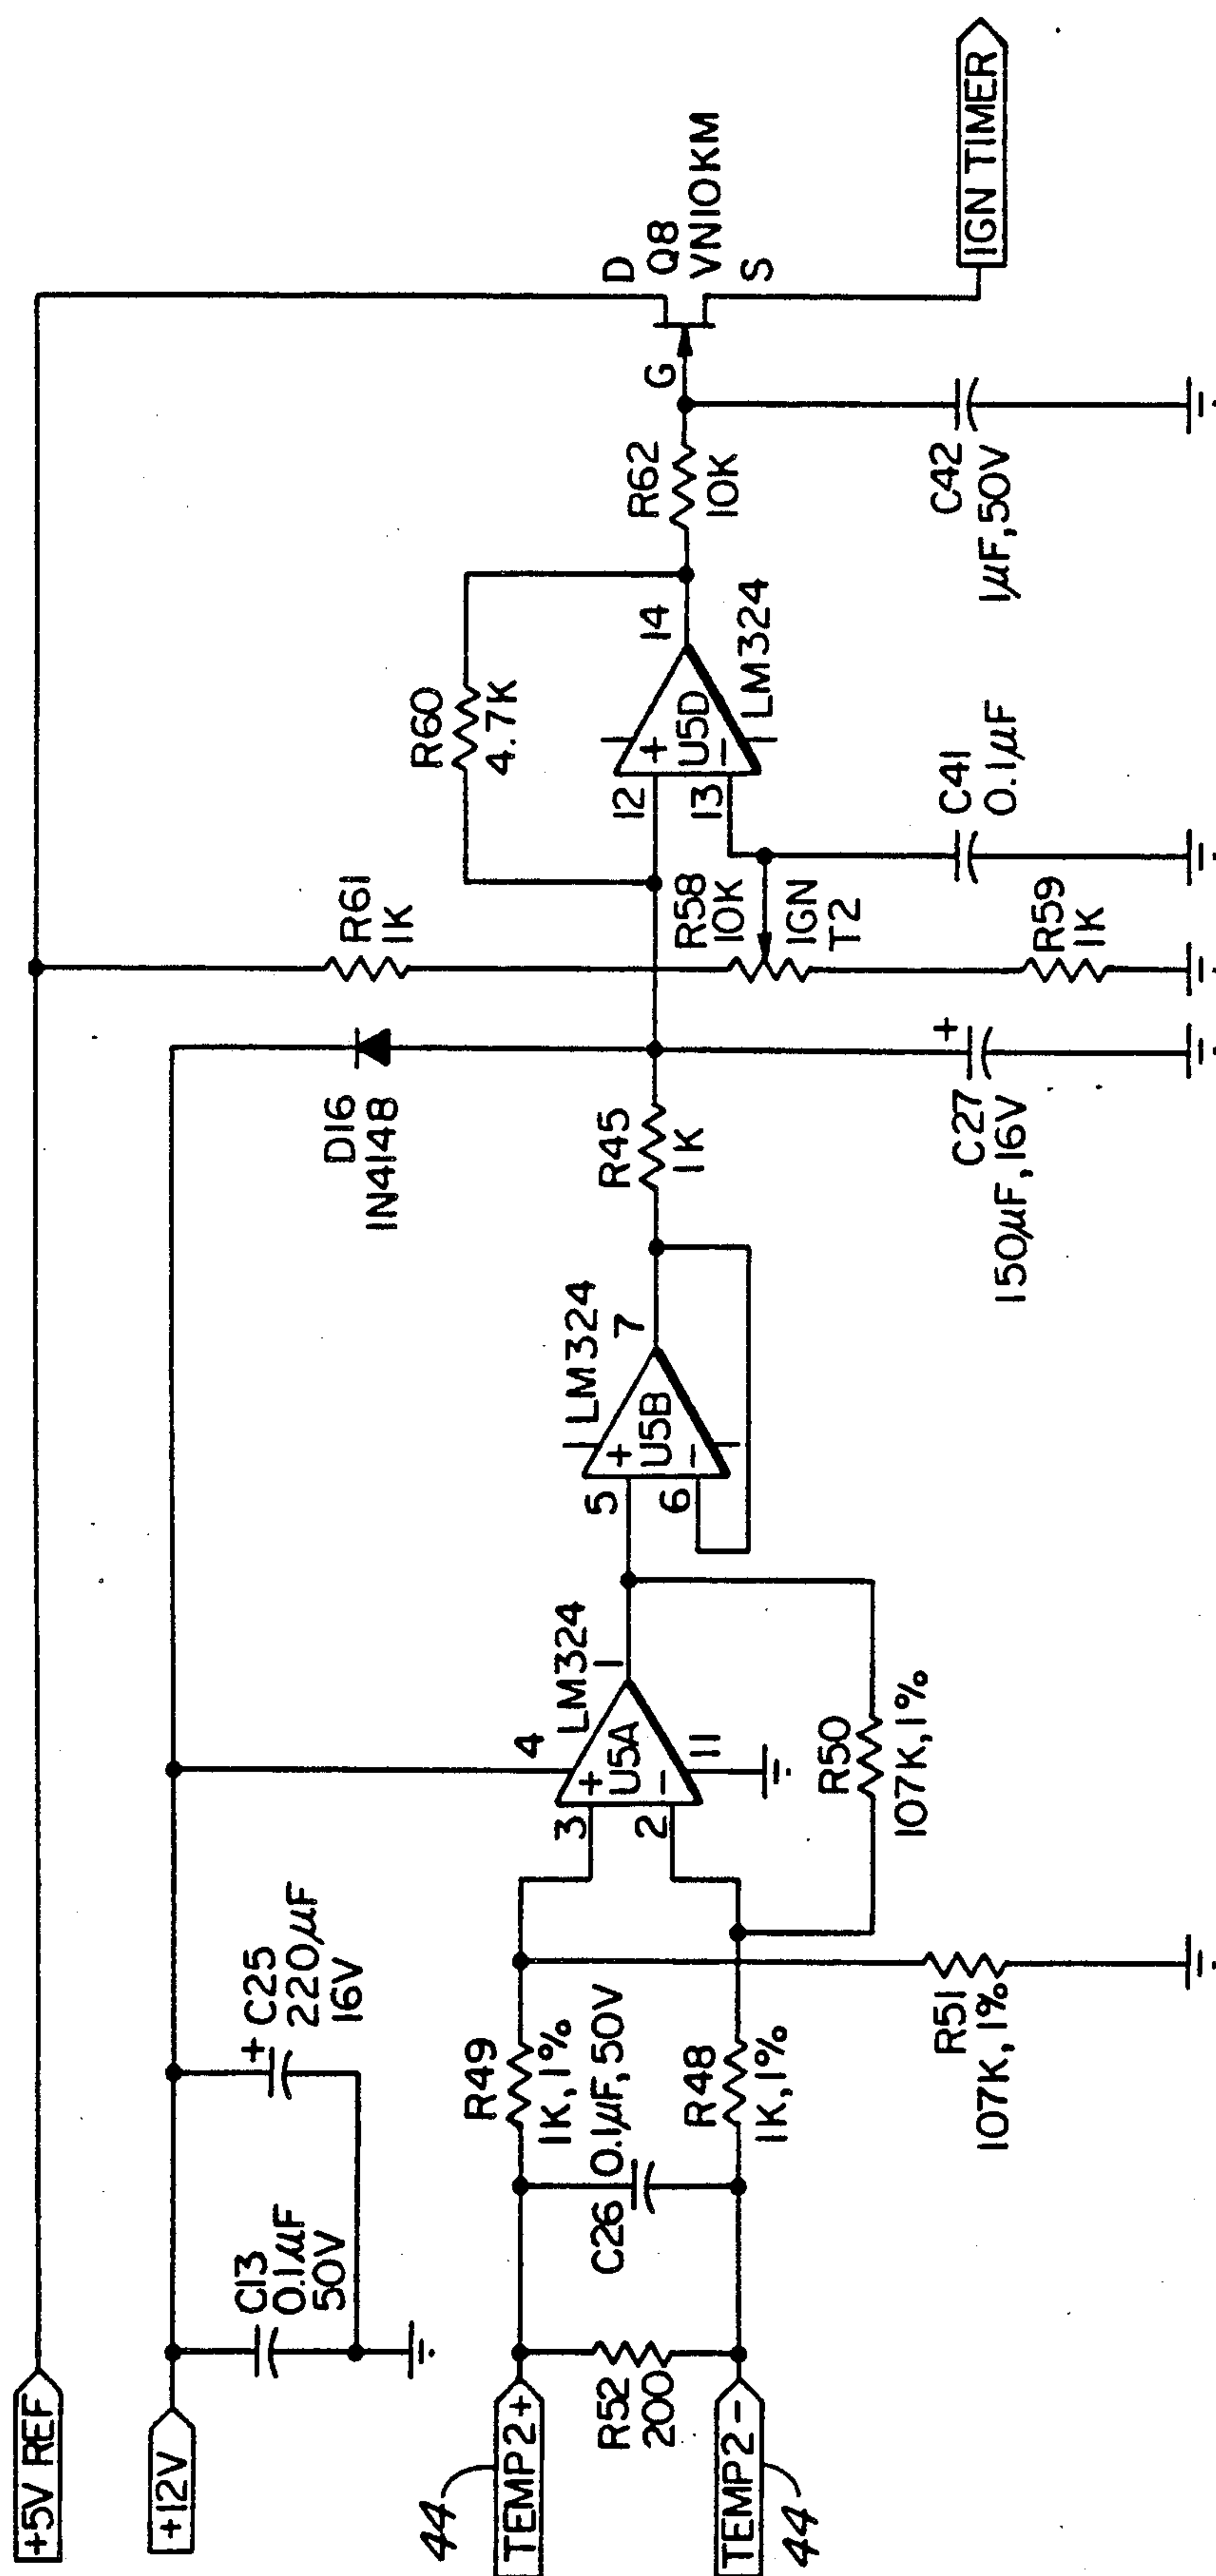 +5V REF
+12V
C13
0.1µF
50V
+
C25
220µF
16V
44
TEMP2+
TEMP2-
44
R52
200
C26
0.1µF, 50V
R49
1K, 1%
R48
1K, 1%
R51
107K, 1%
R50
107K, 1%
3
2
4
LM324
+
U5A
-
11
1
5
6
+
U5B
-
LM324
7
R45
1K
D16
1N4148
+
C27
150µF, 16V
R61
1K
R58
10K
IGN
T2
R59
1K
C41
0.1µF
R60
4.7K
12
13
+
U5D
-
14
LM324
R62
10K
C42
1µF, 50V
G
D
Q8
VN10KM
S
IGN TIMER